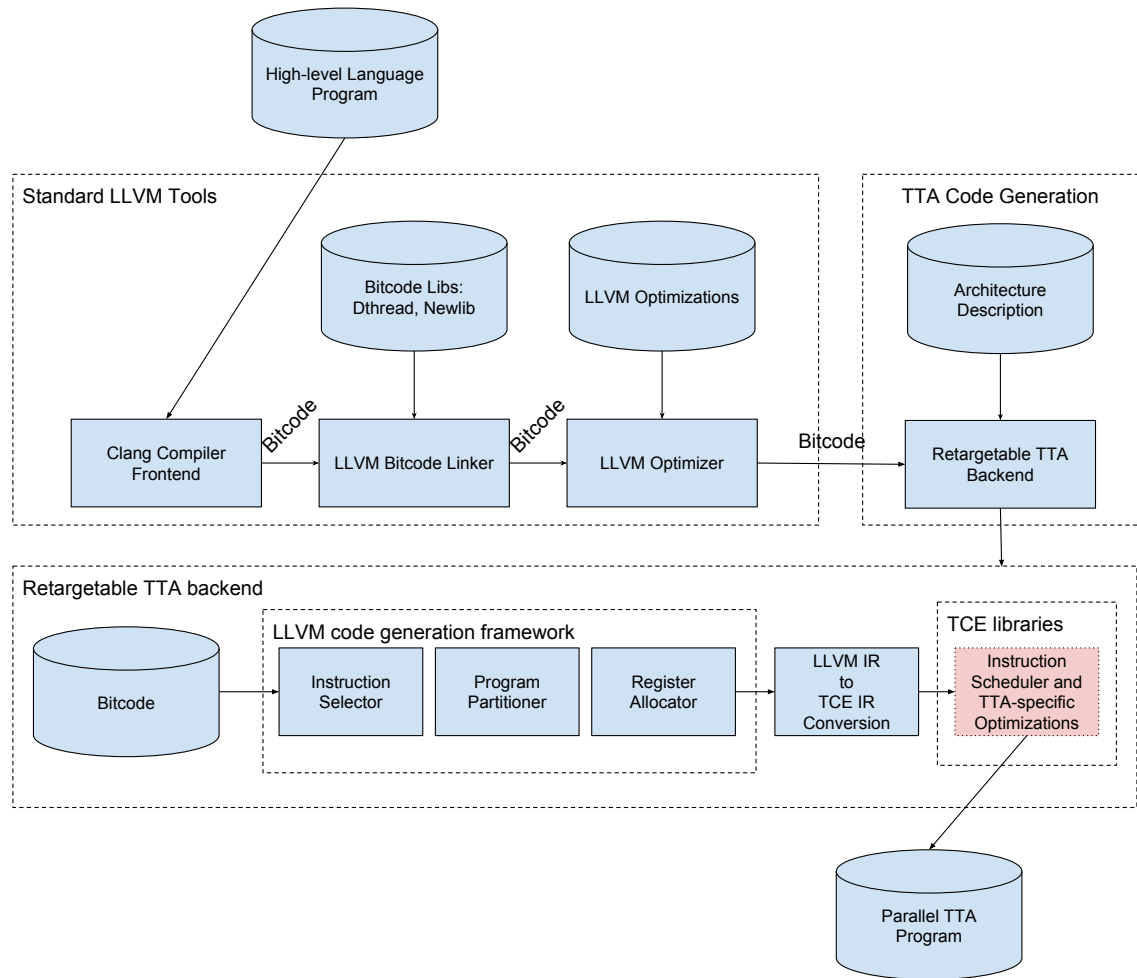 High-level Language
Program
Standard LLVM Tools
TTA Code Generation
Bitcode Libs:
Dthread, Newlib
LLVM Optimizations
Architecture
Description
Clang Compiler
Frontend
Bitcode
LLVM Bitcode Linker
Bitcode
LLVM Optimizer
Bitcode
Retargetable TTA
Backend
Retargetable TTA backend
LLVM code generation framework
TCE libraries
Bitcode
Instruction
Selector
Program
Partitioner
Register
Allocator
LLVM IR
to
TCE IR
Conversion
Instruction
Scheduler and
TTA-specific
Optimizations
Parallel TTA
Program